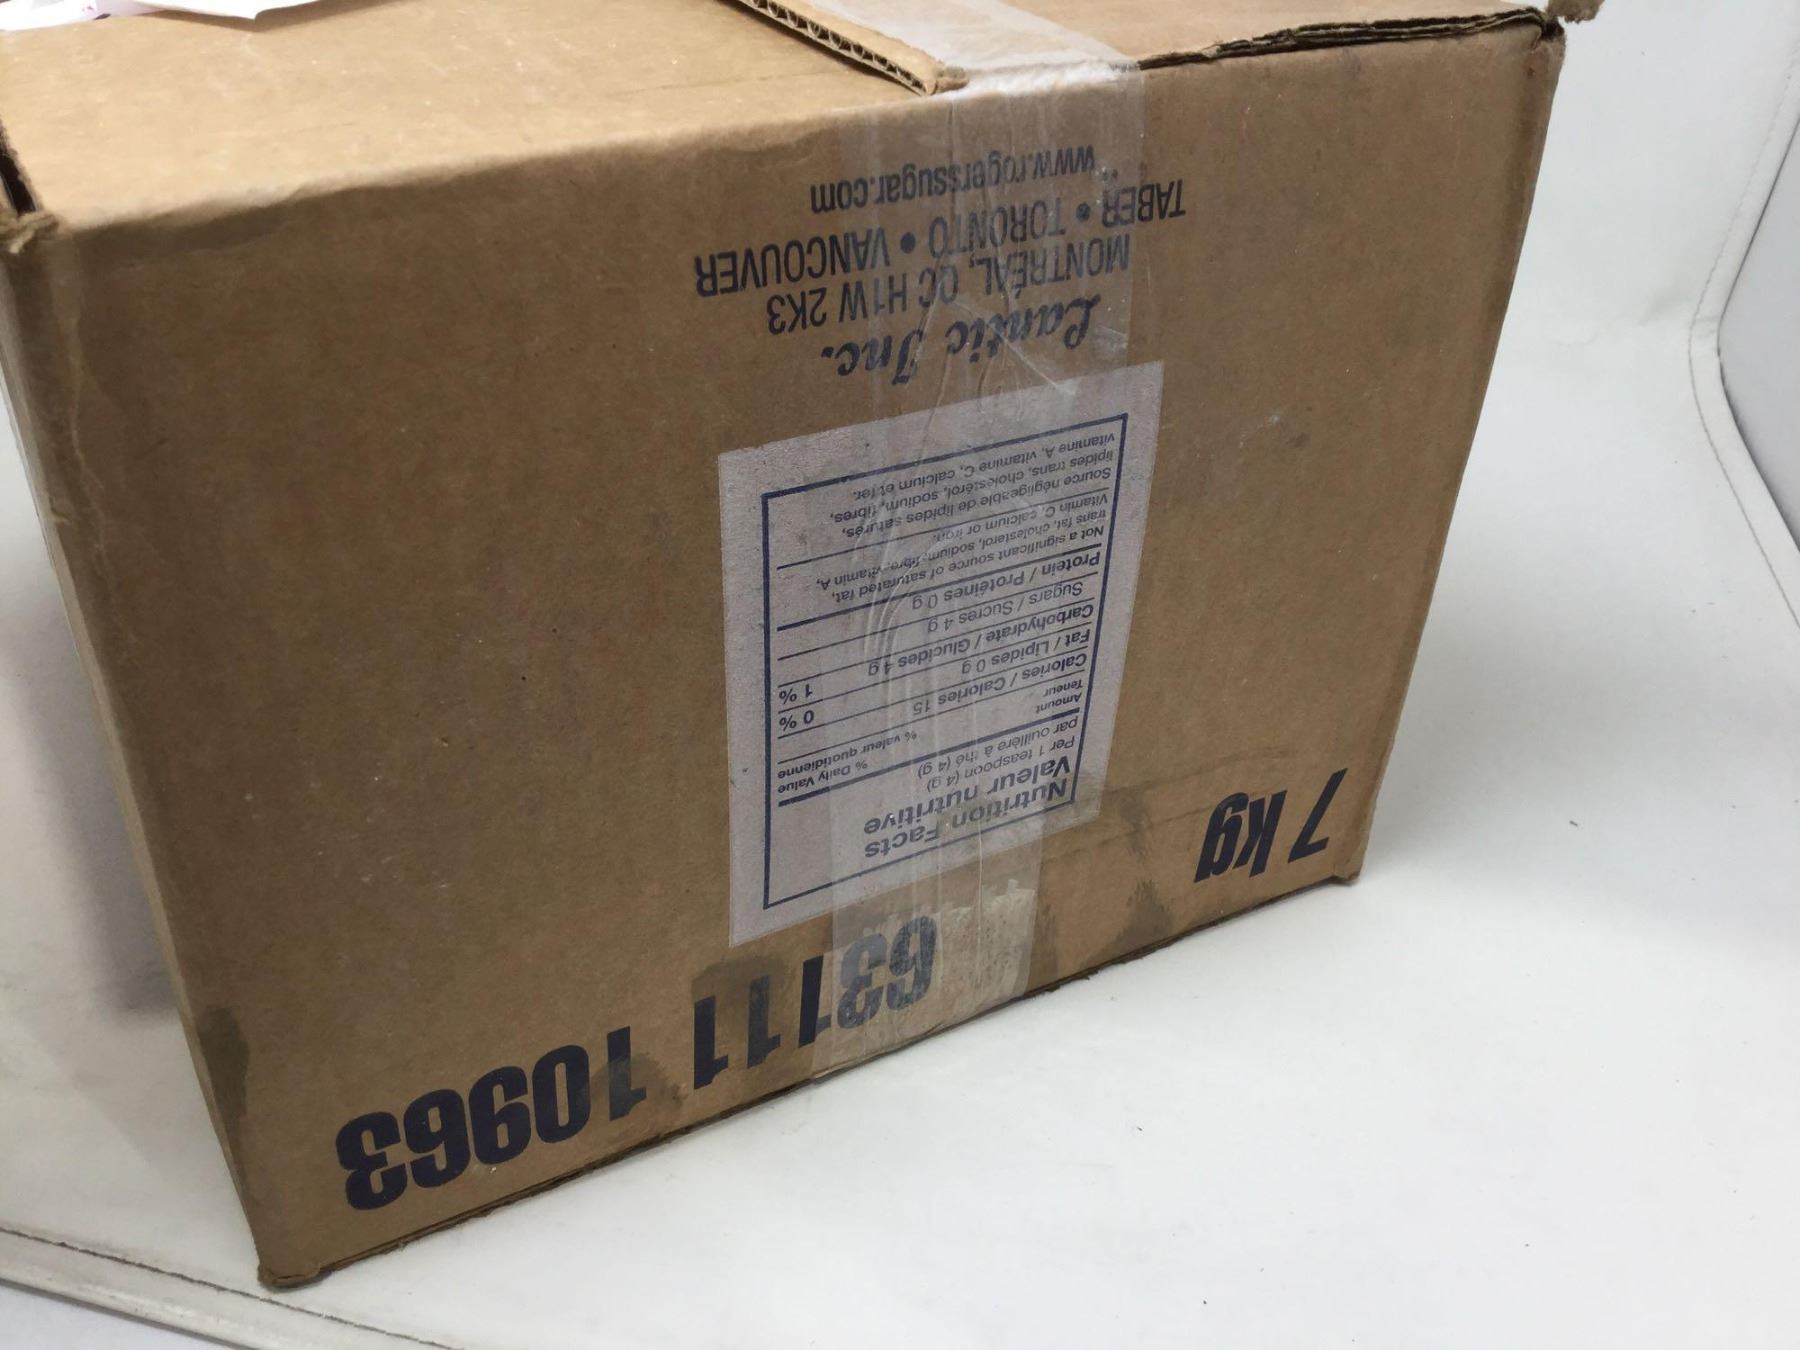 7 kg
63111 10963
Nutrition Facts
Valeur nutritive
Per 1 teaspoon (4 g)
par cuillère à thé (4 g)
Amount % Daily Value
Teneur % valeur quotidienne
Calories / Calories 15
Fat / Lipides 0 g 0 %
Carbohydrate / Glucides 4 g 1 %
Sugars / Sucres 4 g
Protein / Protéines 0 g
Not a significant source of saturated fat,
trans fat, cholesterol, sodium, fibre, vitamin A,
Vitamin C, calcium or iron.
Source négligeable de lipides saturés,
lipides trans, cholestérol, sodium, fibres,
vitamine A, vitamine C, calcium et fer.
Lantic Inc.
MONTRÉAL, QC H1W 2K3
TABER • TORONTO • VANCOUVER
www.rogerssugar.com